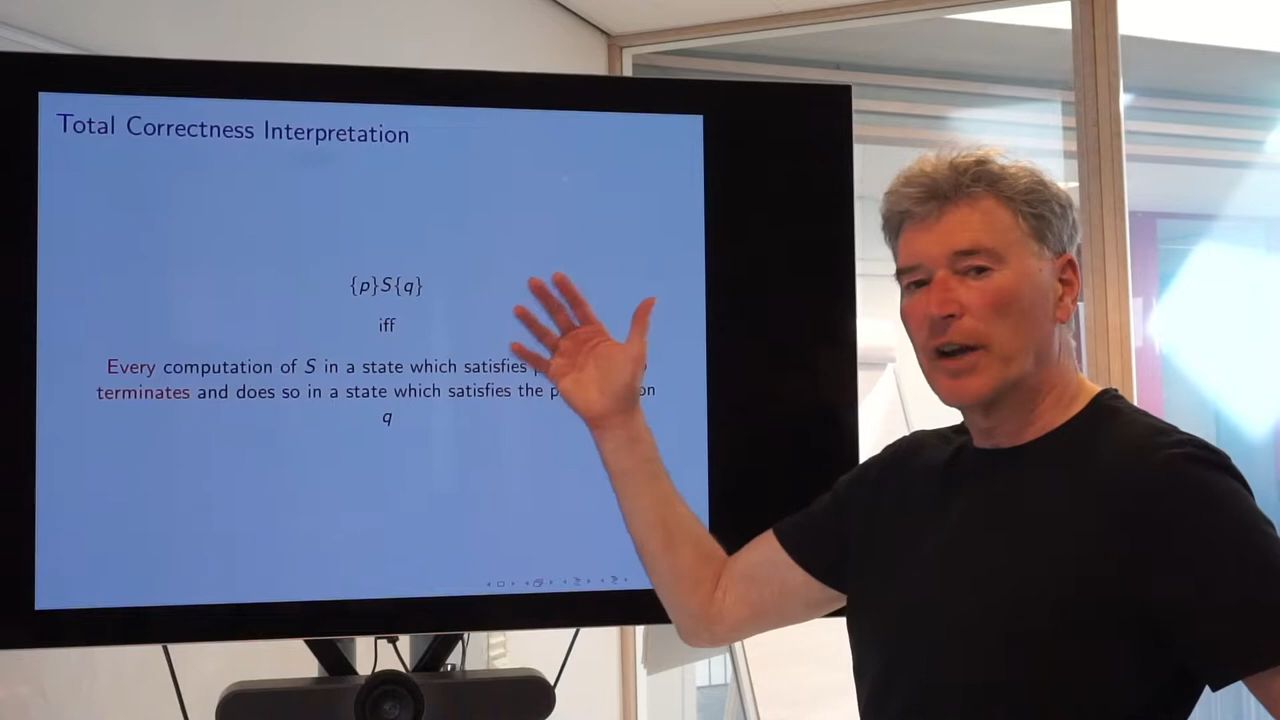 Total Correctness Interpretation
{p}S{q}
iff
Every computation of S in a state which satisfies
terminates and does so in a state which satisfies the
q